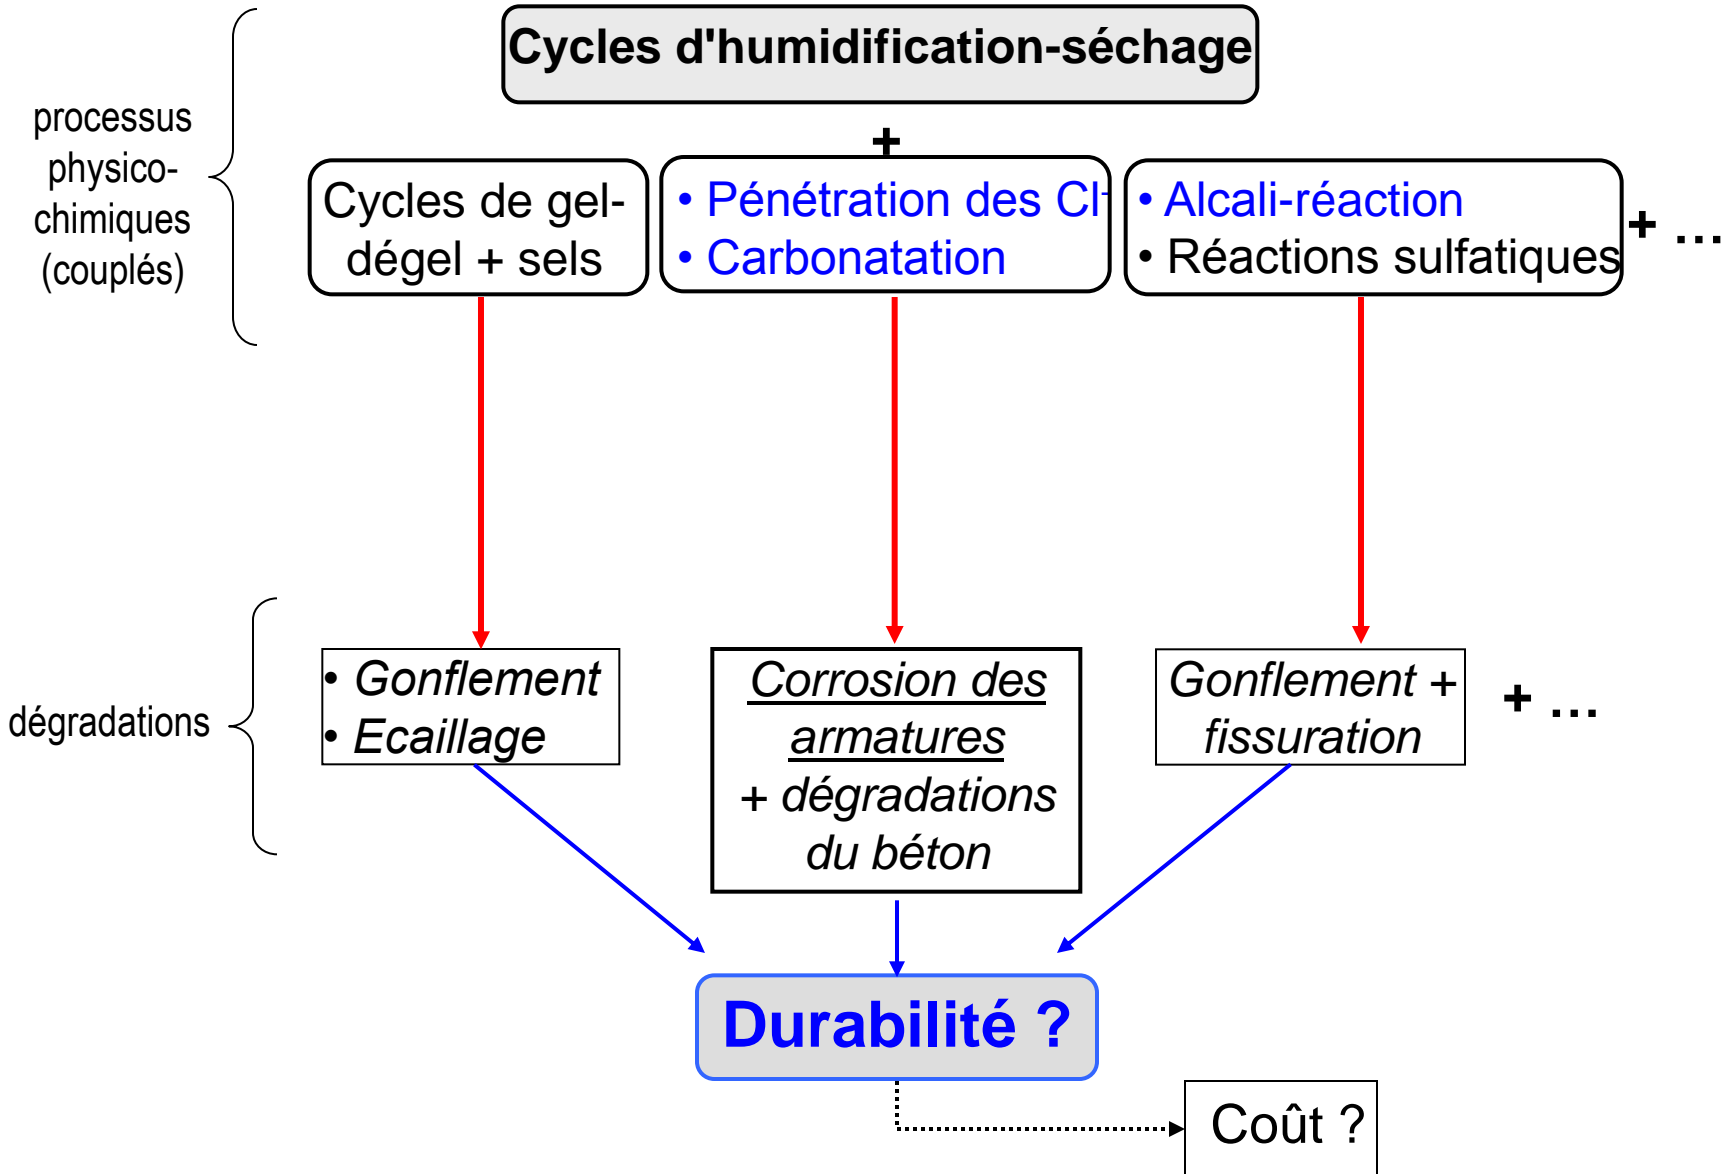 Cycles d'humidification-séchage
processus
physico-
chimiques
(couplés)
+
Cycles de gel-
dégel + sels
• Pénétration des Cl-
• Carbonatation
• Alcali-réaction
• Réactions sulfatiques
+ ...
dégradations
• Gonflement
• Ecaillage
Corrosion des
armatures
+ dégradations
du béton
Gonflement +
fissuration
+ ...
Durabilité ?
Coût ?